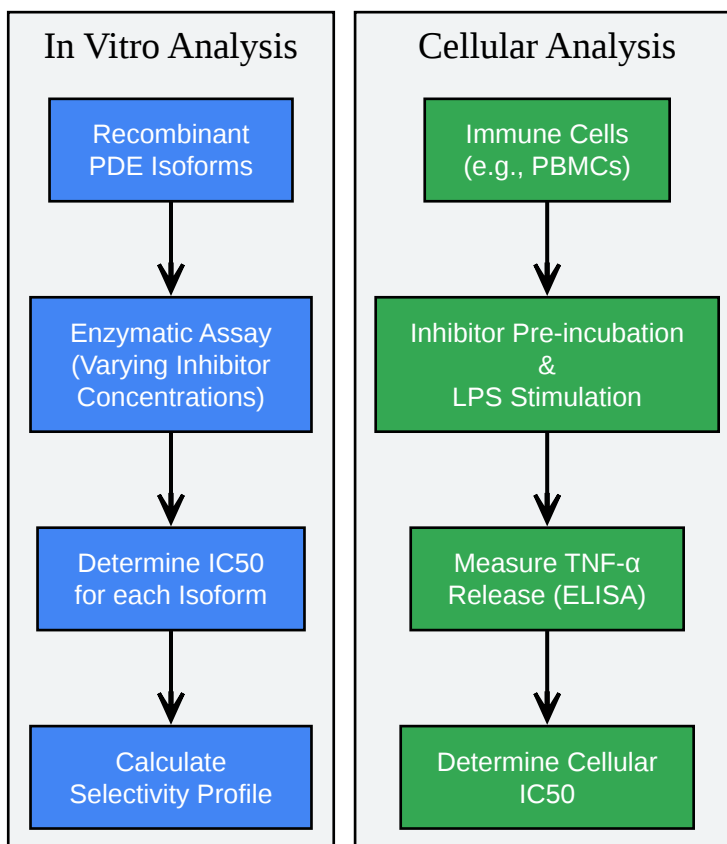 In Vitro Analysis
Recombinant
PDE Isoforms
Enzymatic Assay
(Varying Inhibitor
Concentrations)
Determine IC50
for each Isoform
Calculate
Selectivity Profile
Cellular Analysis
Immune Cells
(e.g., PBMCs)
Inhibitor Pre-incubation
&
LPS Stimulation
Measure TNF-α
Release (ELISA)
Determine Cellular
IC50